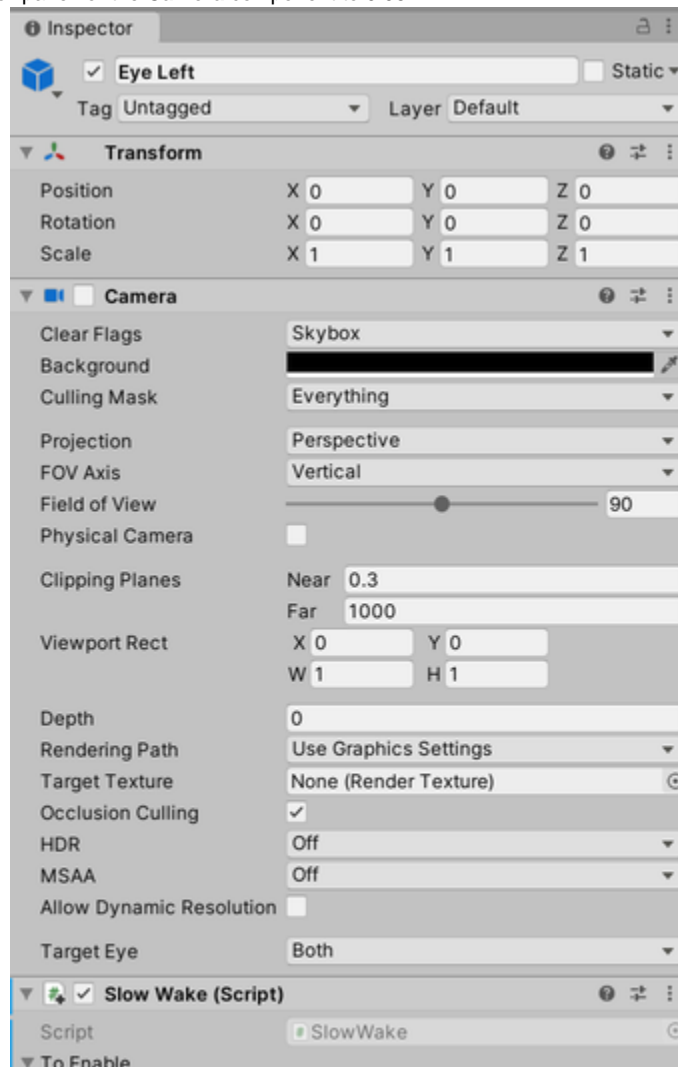 Inspector
Eye Left Static
Tag Untagged Layer Default
Transform
Position X 0 Y 0 Z 0
Rotation X 0 Y 0 Z 0
Scale X 1 Y 1 Z 1
Camera
Clear Flags Skybox
Background
Culling Mask Everything
Projection Perspective
FOV Axis Vertical
Field of View 90
Physical Camera
Clipping Planes Near 0.3
Far 1000
Viewport Rect X 0 Y 0
W 1 H 1
Depth 0
Rendering Path Use Graphics Settings
Target Texture None (Render Texture)
Occlusion Culling
HDR Off
MSAA Off
Allow Dynamic Resolution
Target Eye Both
Slow Wake (Script)
Script SlowWake
To Enable